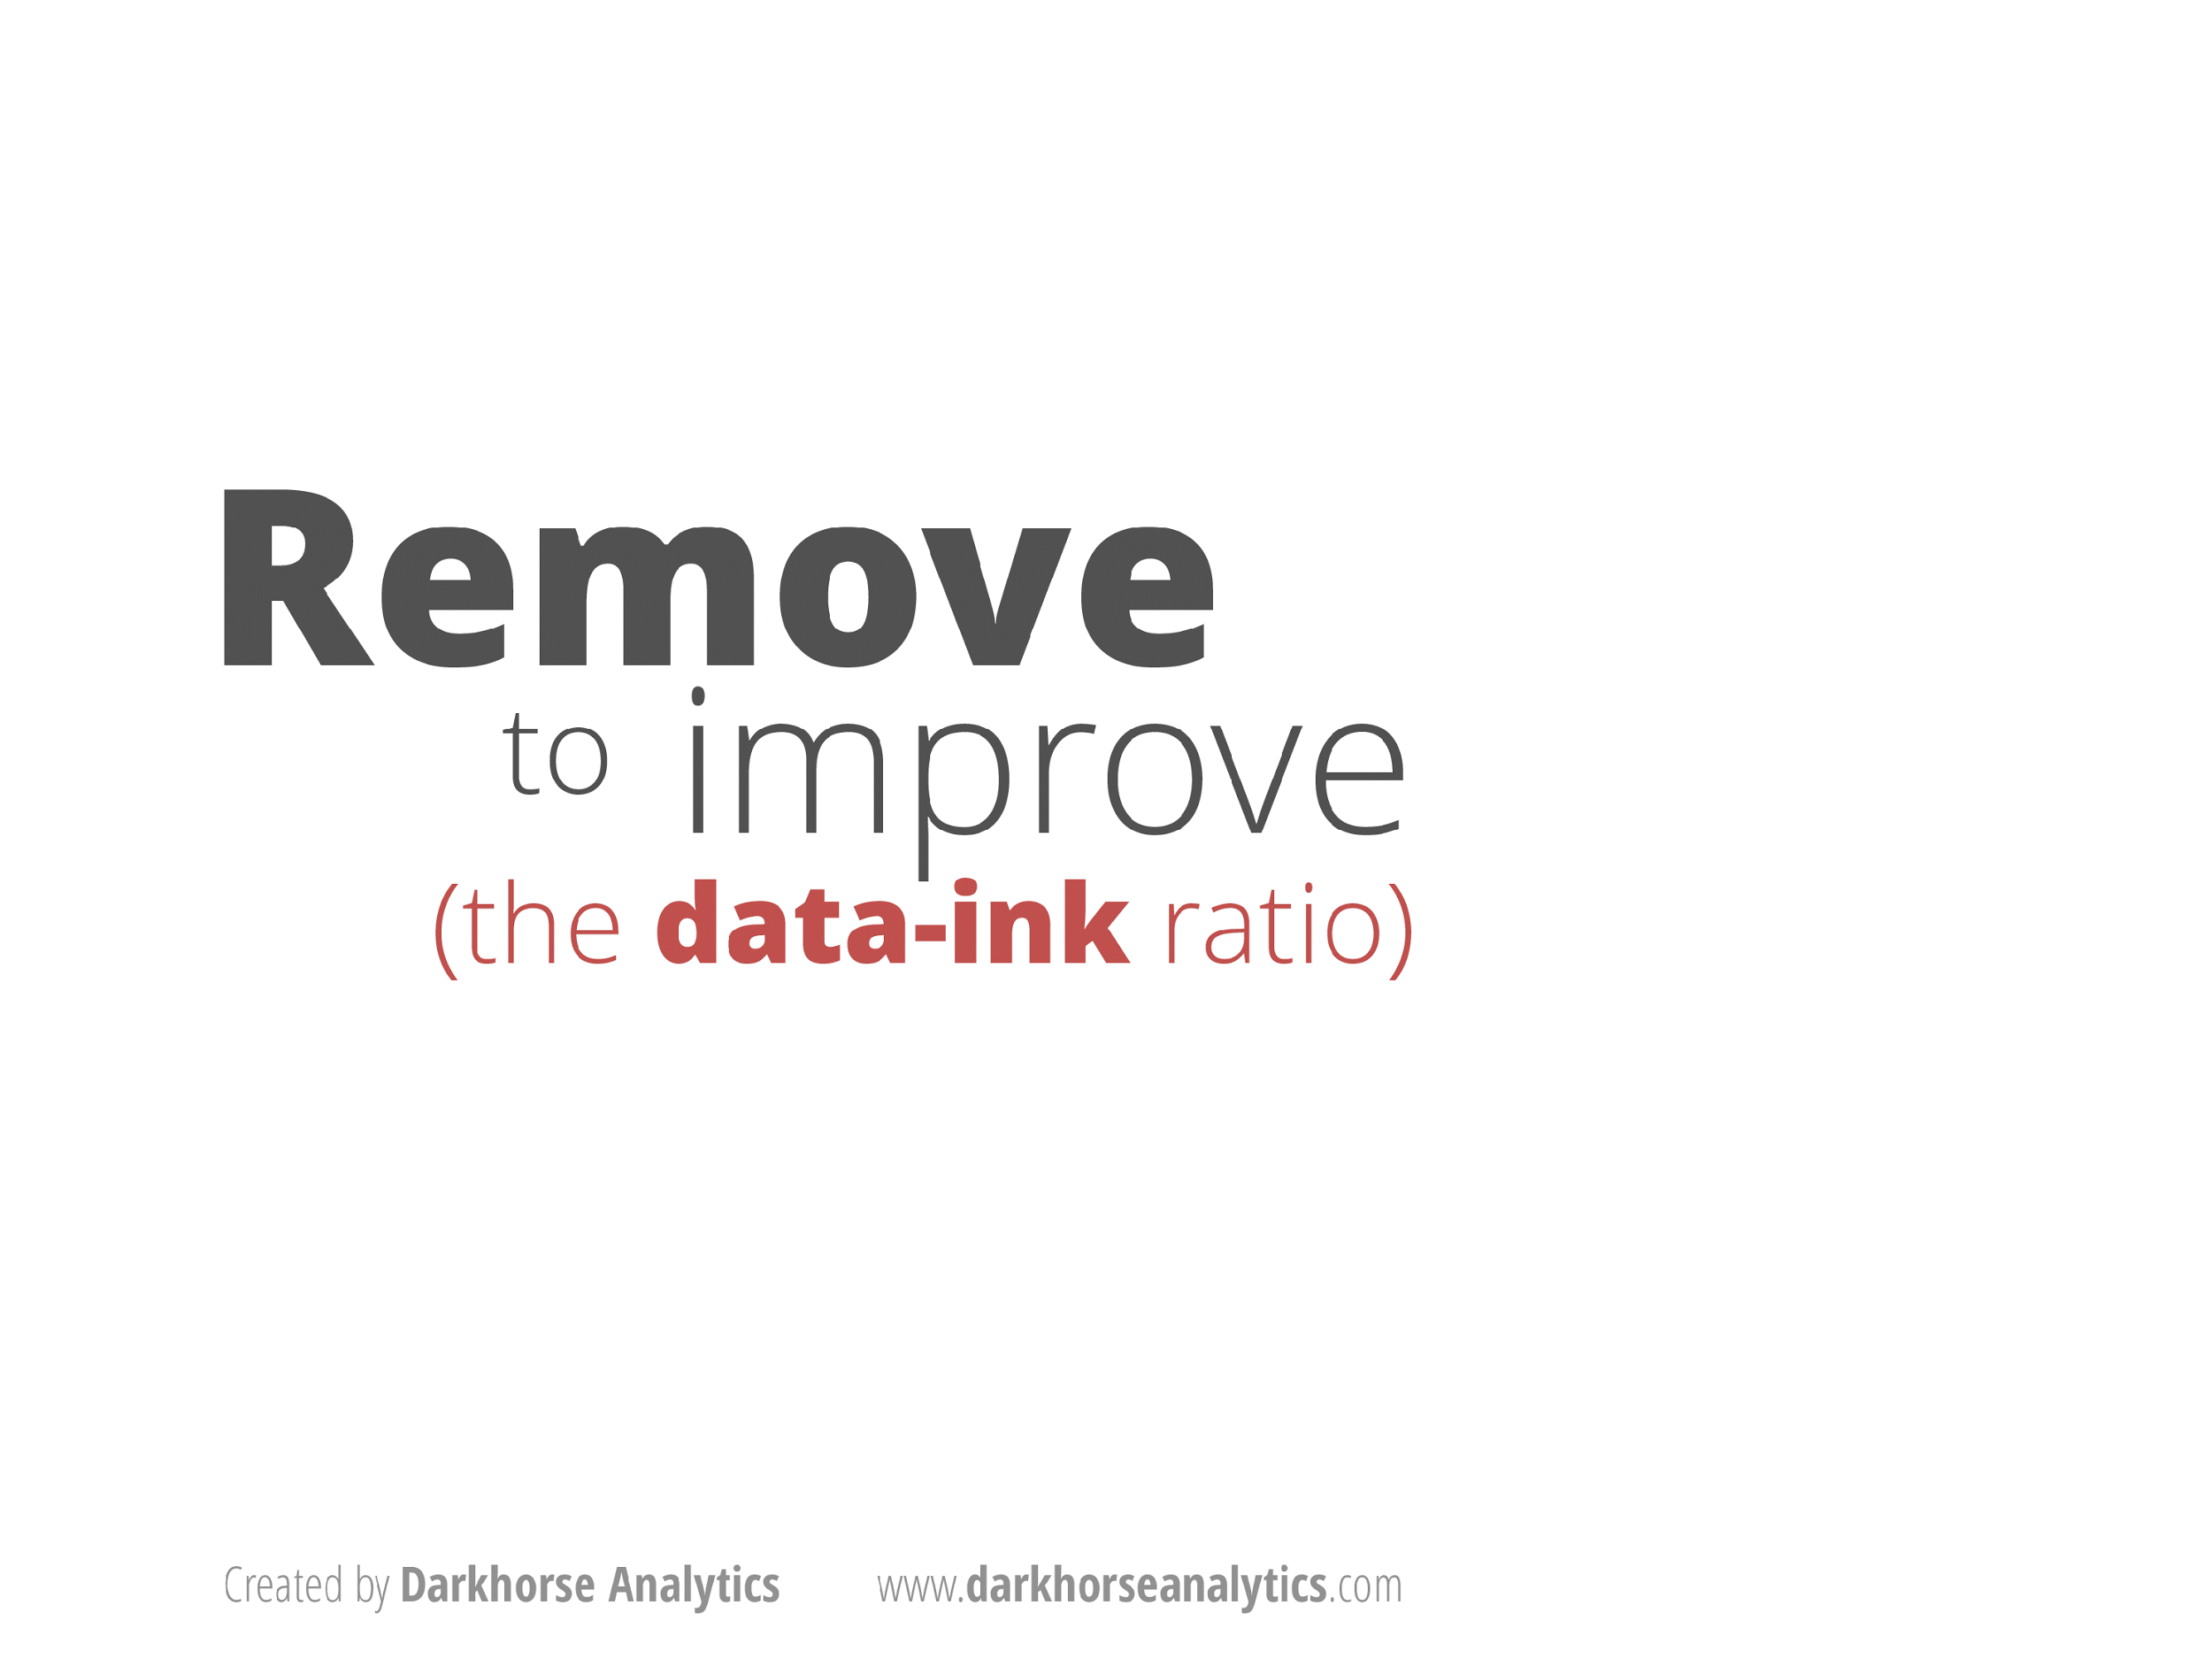 Remove
to improve
(the data-ink ratio)
Created by Darkhorse Analytics www.darkhorseanalytics.com